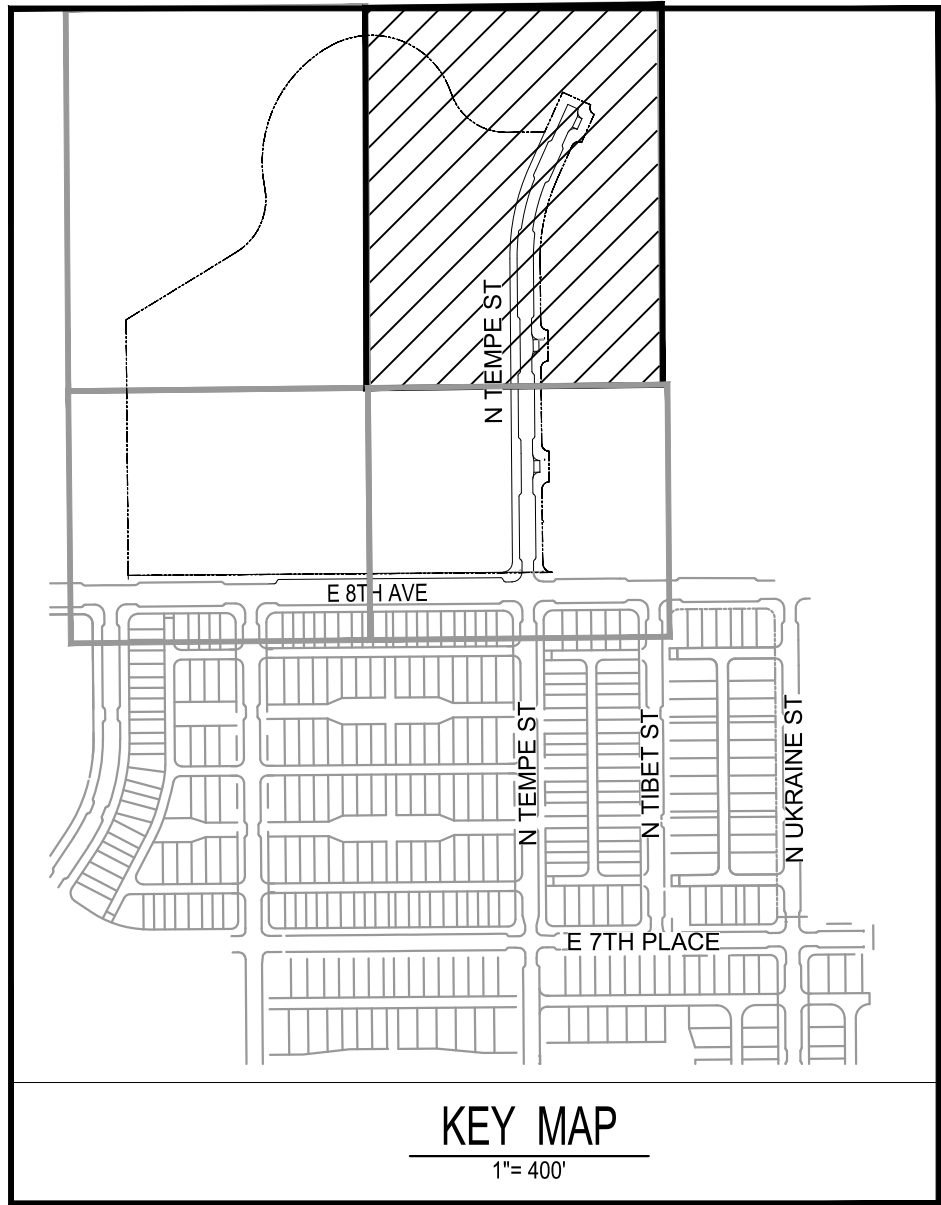 N TEMPE ST
E 8TH AVE
N TEMPE ST
N TIBET ST
N UKRAINE ST
E 7TH PLACE
KEY MAP
1"= 400'